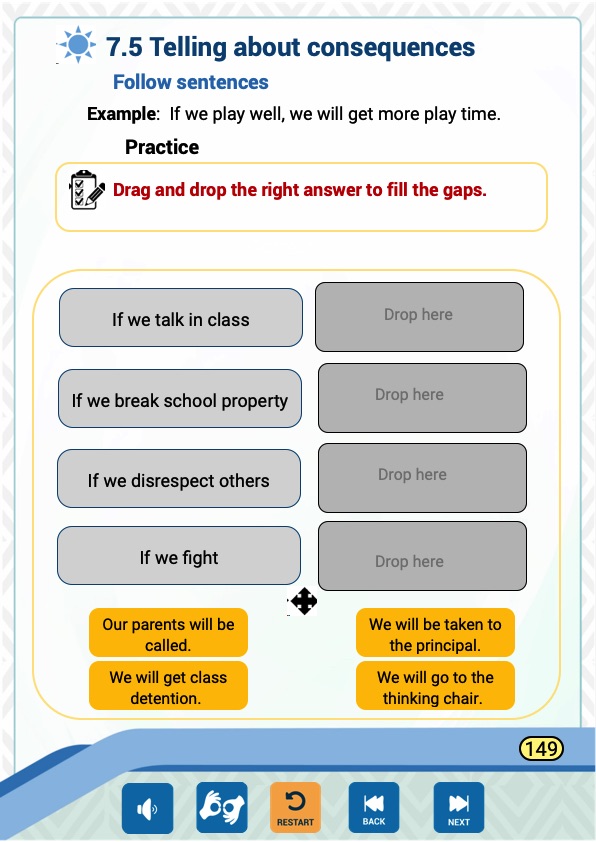 7.5 Telling about consequences
Follow sentences
Example: If we play well, we will get more play time.
Practice
Drag and drop the right answer to fill the gaps.
If we talk in class
Drop here
If we break school property
Drop here
If we disrespect others
Drop here
If we fight
Drop here
Our parents will be
called.
We will be taken to
the principal.
We will get class
detention.
We will go to the
thinking chair.
149
RESTART
BACK
NEXT